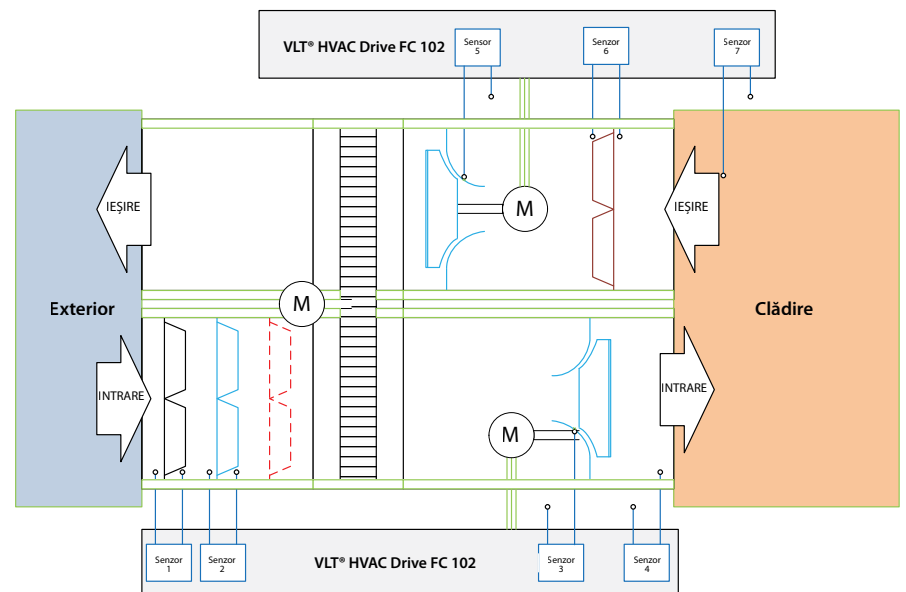 VLT® HVAC Drive FC 102
Sensor
5
Senzor
6
Senzor
7
IEȘIRE
M
IEȘIRE
Exterior
M
Clădire
INTRARE
INTRARE
M
Senzor
1
Senzor
2
VLT® HVAC Drive FC 102
Senzor
3
Senzor
4